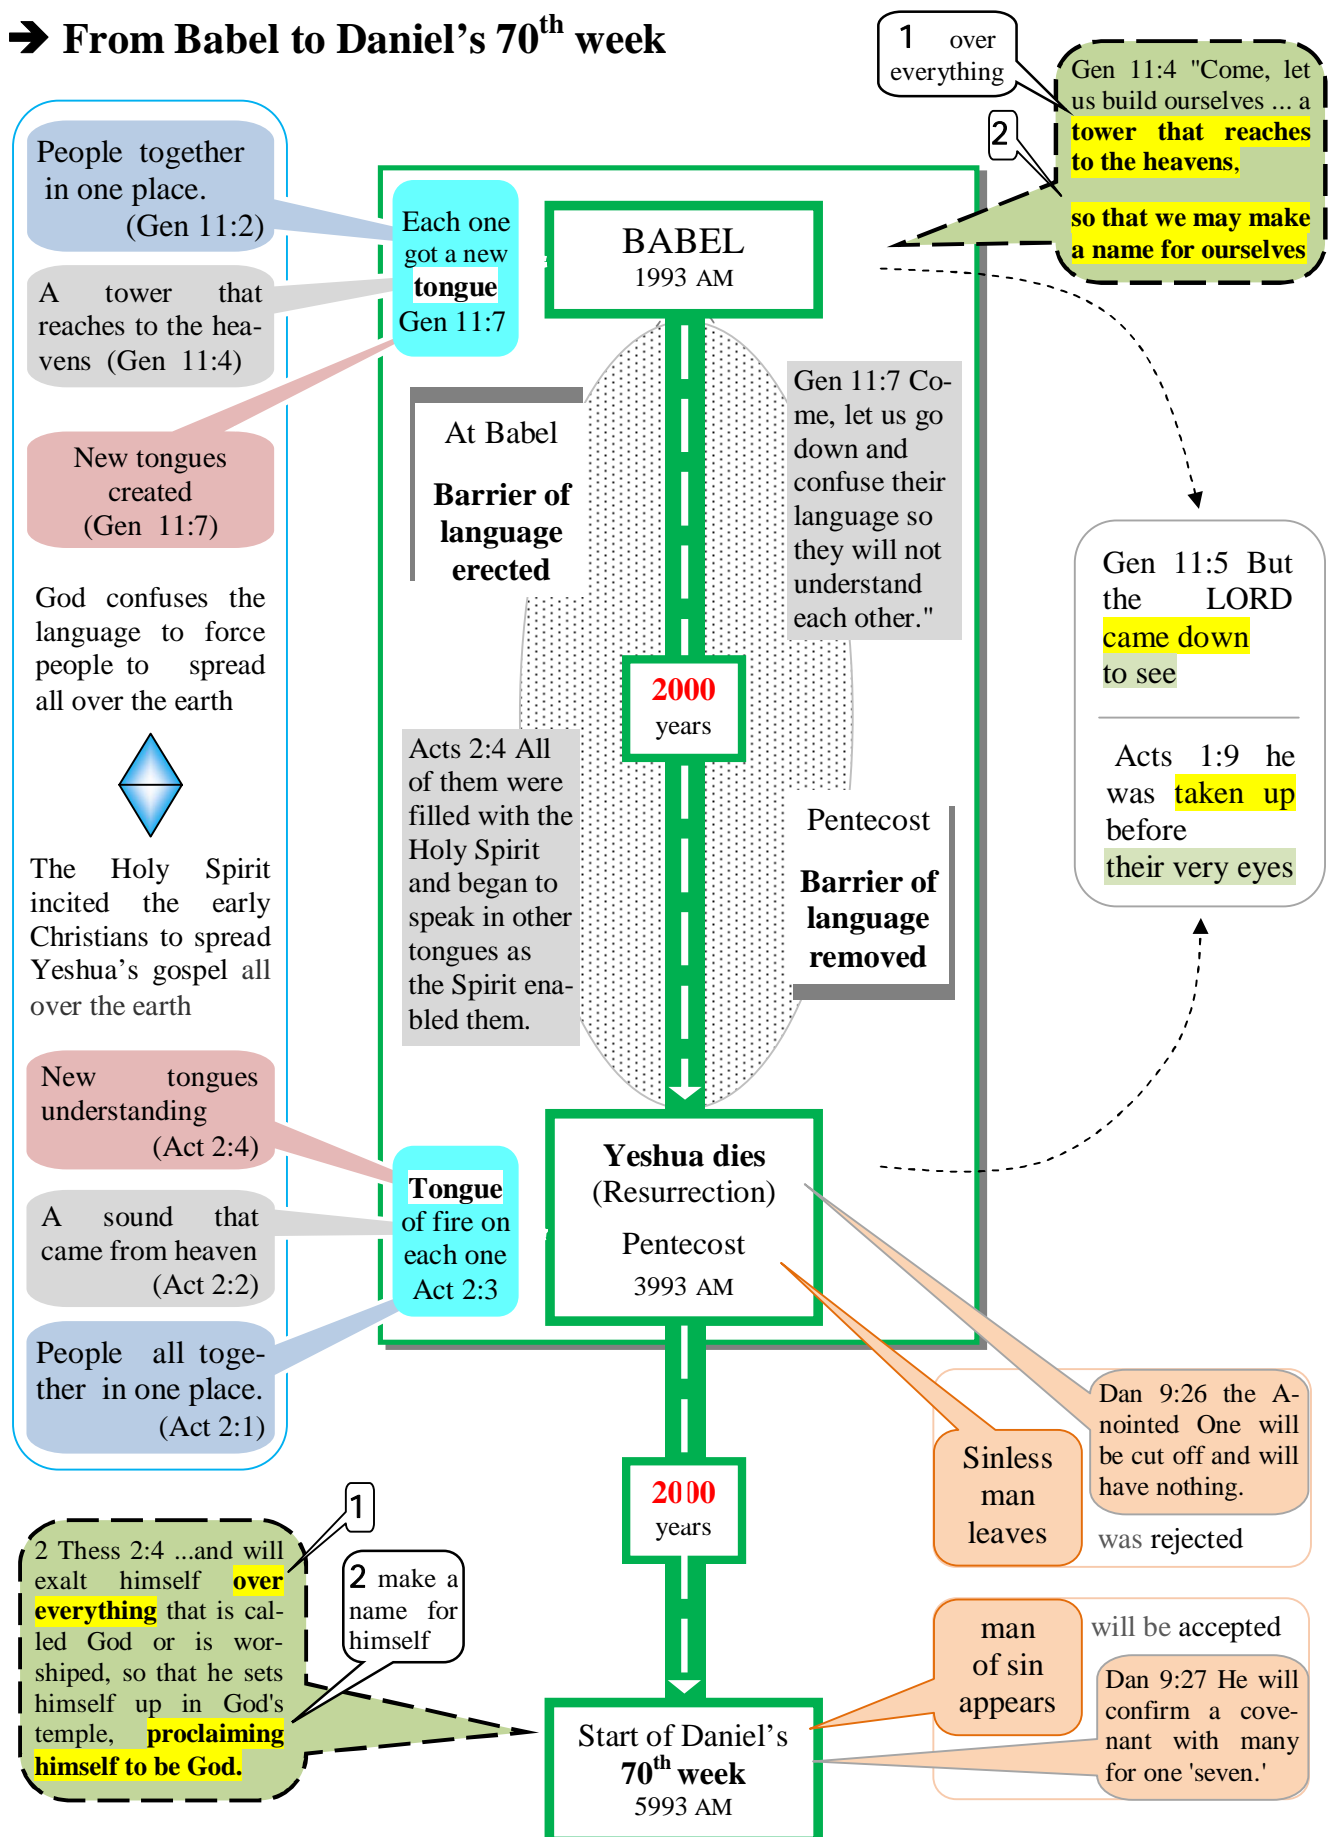 ➔ From Babel to Daniel's 70th week
1 over
everything
Gen 11:4 "Come, let
us build ourselves ... a
tower that reaches
to the heavens,
so that we may make
a name for ourselves
2
People together
in one place.
(Gen 11:2)
A tower that
reaches to the hea-
vens (Gen 11:4)
New tongues
created
(Gen 11:7)
God confuses the
language to force
people to spread
all over the earth
The Holy Spirit
incited the early
Christians to spread
Yeshua's gospel all
over the earth
New tongues
understanding
(Act 2:4)
A sound that
came from heaven
(Act 2:2)
People all toge-
ther in one place.
(Act 2:1)
Each one
got a new
tongue
Gen 11:7
BABEL
1993 AM
At Babel
Barrier of
language
erected
Gen 11:7 Co-
me, let us go
down and
confuse their
language so
they will not
understand
each other."
2000
years
Acts 2:4 All
of them were
filled with the
Holy Spirit
and began to
speak in other
tongues as
the Spirit ena-
bled them.
Pentecost
Barrier of
language
removed
Gen 11:5 But
the LORD
came down
to see
Acts 1:9 he
was taken up
before
their very eyes
Tongue
of fire on
each one
Act 2:3
Yeshua dies
(Resurrection)
Pentecost
3993 AM
Dan 9:26 the A-
nointed One will
be cut off and will
have nothing.
was rejected
Sinless
man
leaves
2000
years
1
2 Thess 2:4 ...and will
exalt himself over
everything that is cal-
led God or is wor-
shiped, so that he sets
himself up in God's
temple, proclaiming
himself to be God.
2 make a
name for
himself
man
of sin
appears
will be accepted
Dan 9:27 He will
confirm a cove-
nant with many
for one 'seven.'
Start of Daniel's
70th week
5993 AM